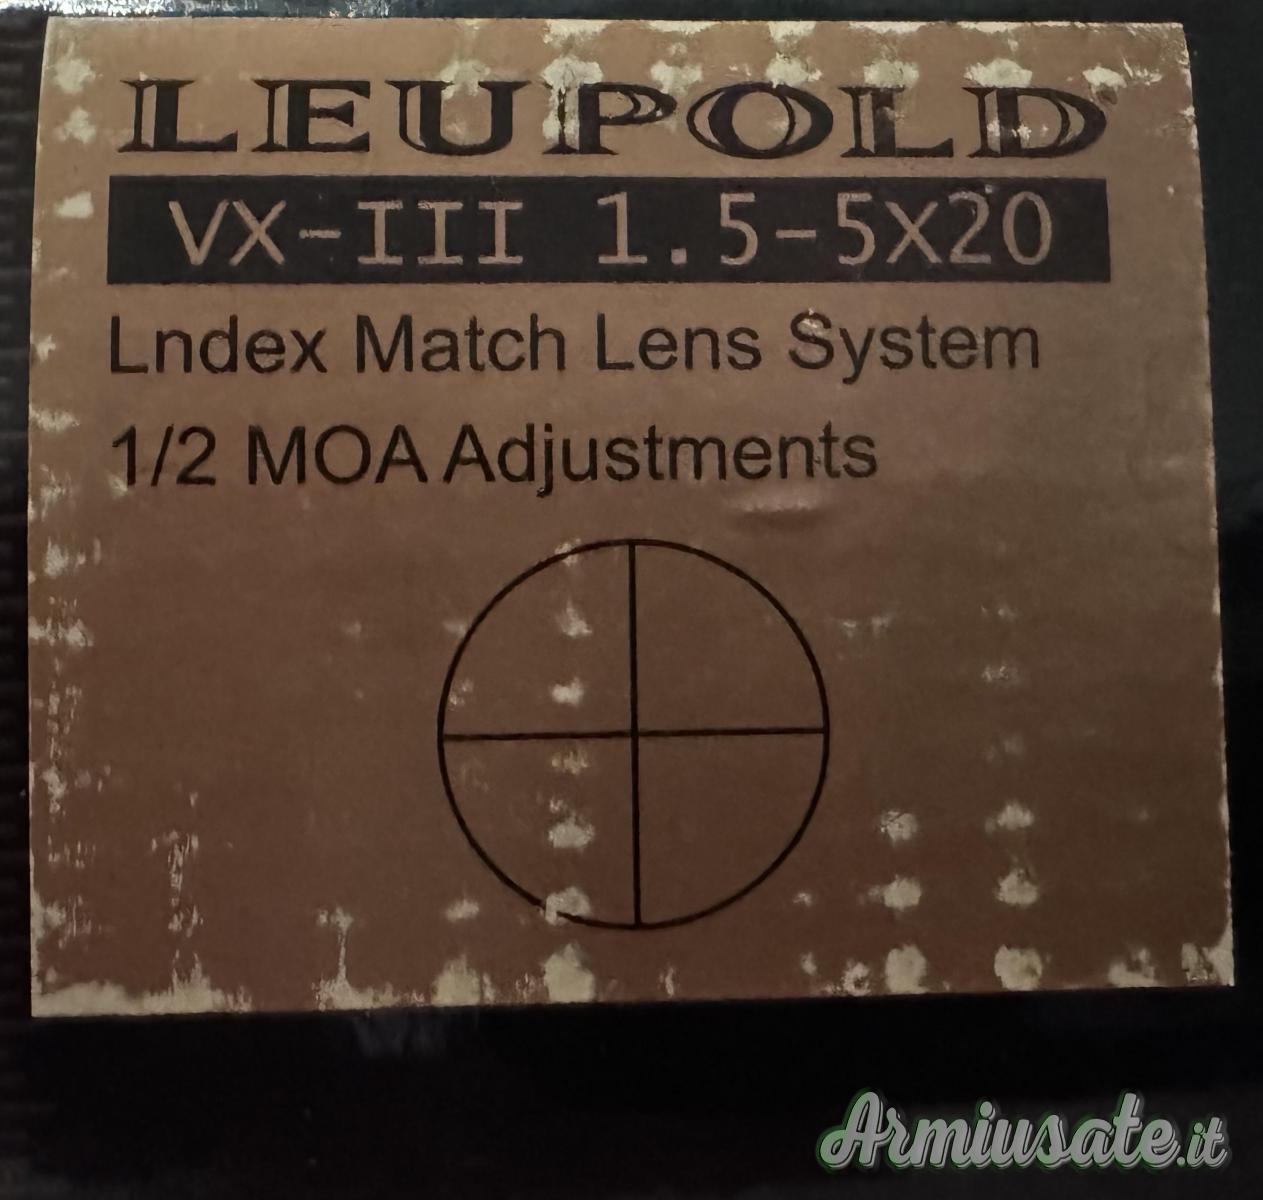 LEUPOLD
VX-III 1.5-5X20
Lndex Match Lens System
1/2 MOA Adjustments
Armiusate.it